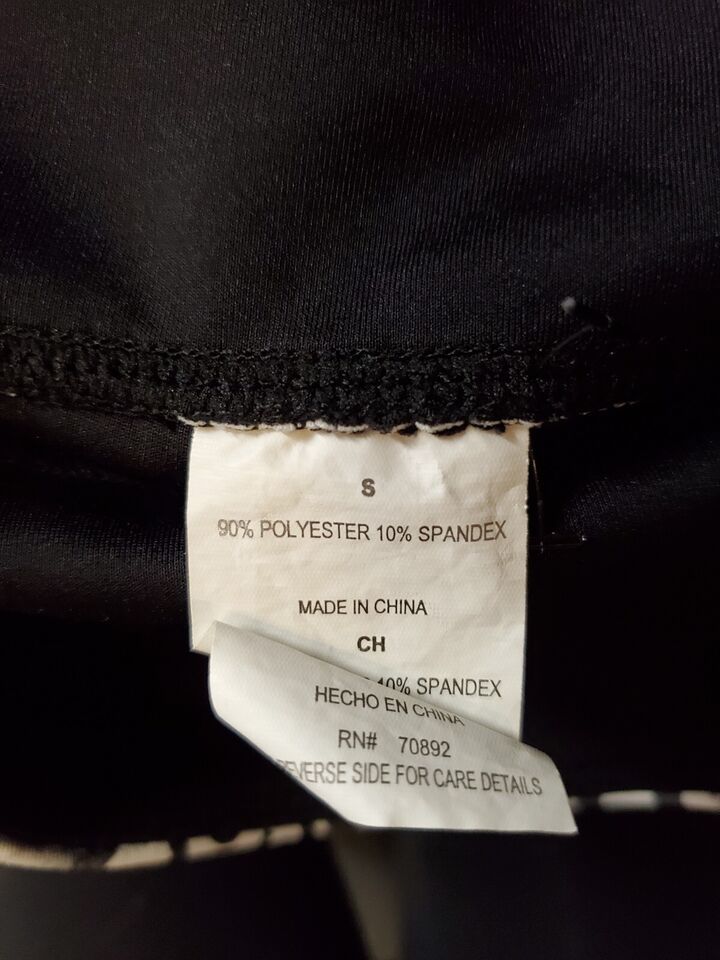 S
90% POLYESTER 10% SPANDEX
MADE IN CHINA
CH
10% SPANDEX
HECHO EN CHINA
RN# 70892
SIDE FOR CARE DETAILS